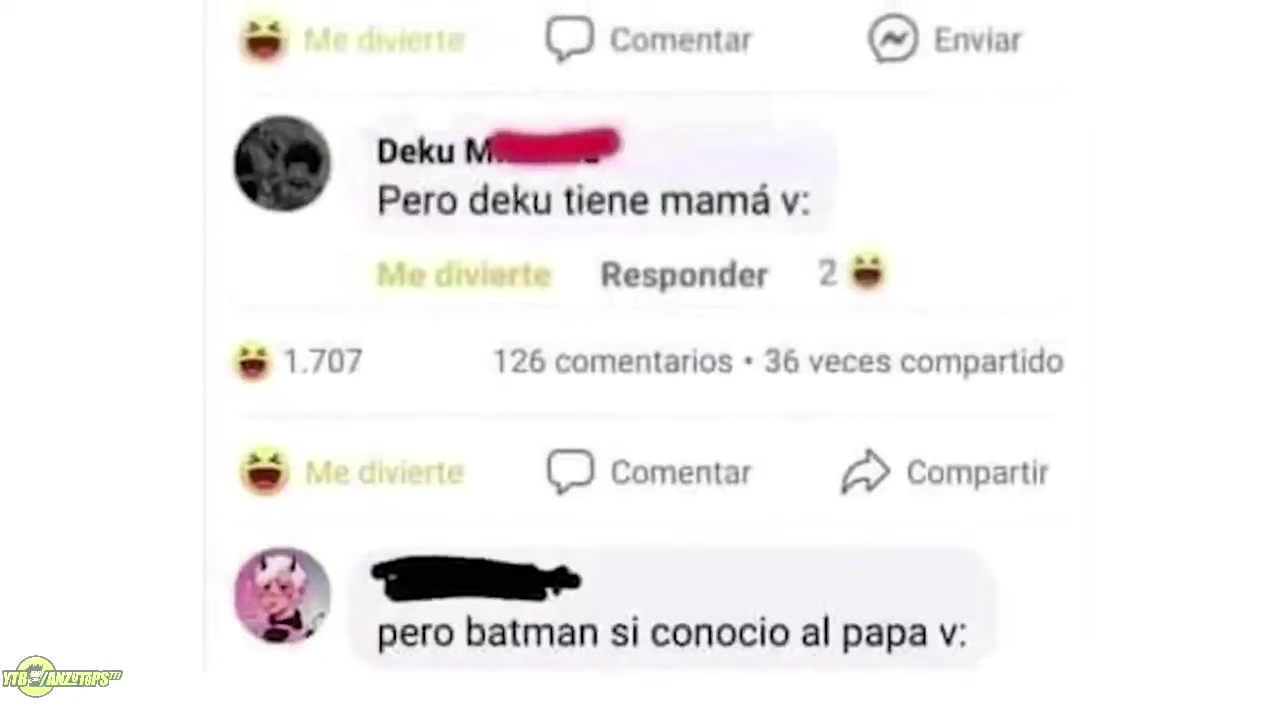 Me divierte Comentar Enviar
Deku M
Pero deku tiene mamá v:
Me divierte Responder 2
1.707 126 comentarios • 36 veces compartido
Me divierte Comentar Compartir
pero batman si conocio al papa v: